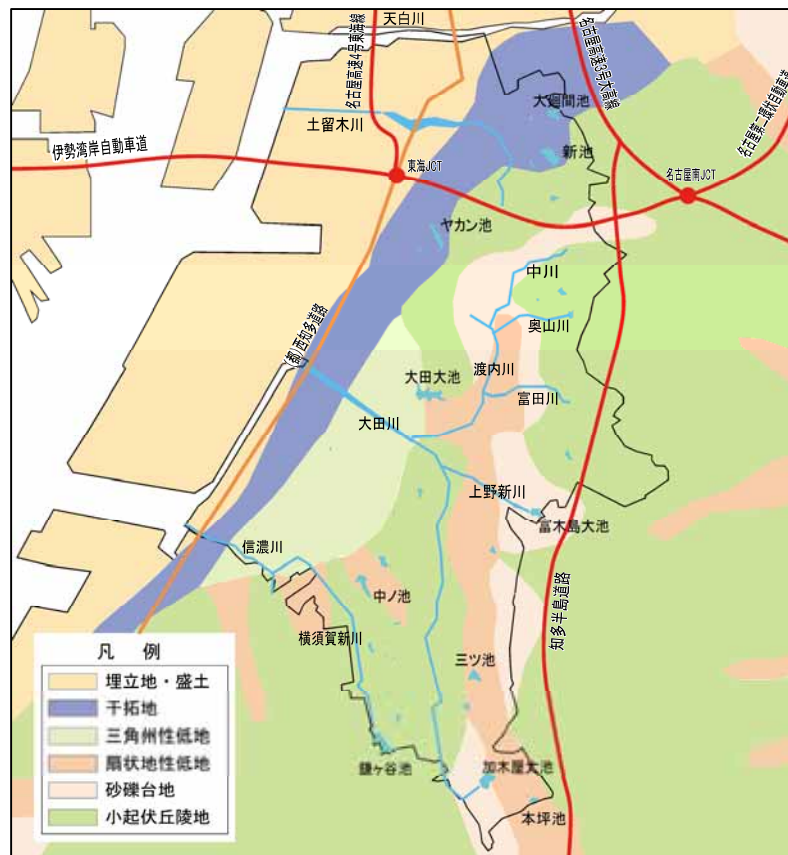 天白川
名古屋高速4号東海線
名古屋高速3号大高線
名古屋第二環状自動車道
大廻間池
土留木川
伊勢湾岸自動車道
東海JCT
新池
名古屋南JCT
ヤカン池
中川
奥山川
(都)西知多道路
渡内川
大田大池
富田川
大田川
上野新川
富木島大池
信濃川
中ノ池
横須賀新川
知多半島道路
三ツ池
鎌ヶ谷池
加木屋大池
本坪池
凡 例
埋立地・盛土
干拓地
三角州性低地
扇状地性低地
砂礫台地
小起伏丘陵地